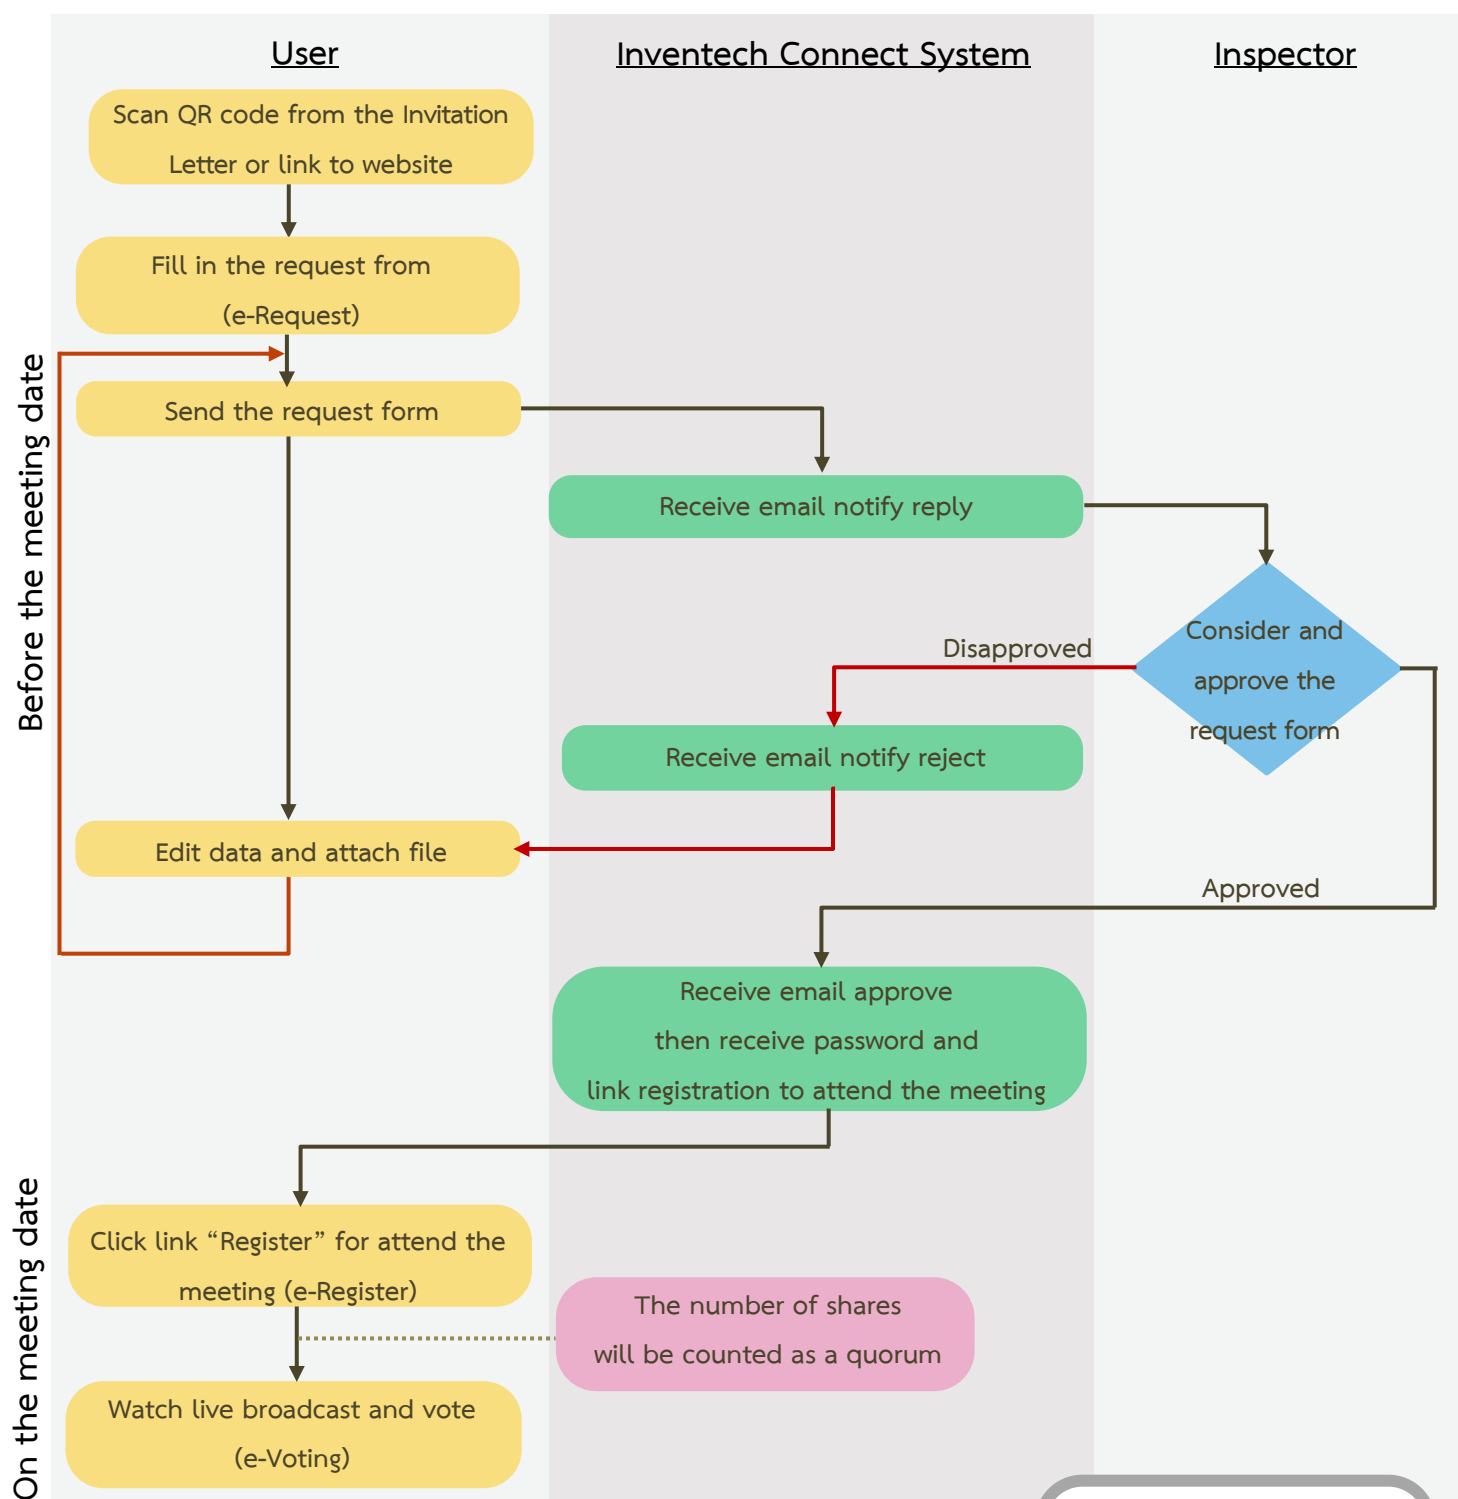 User
Inventech Connect System
Inspector
Scan QR code from the Invitation
Letter or link to website
Fill in the request from
(e-Request)
Before the meeting date
Send the request form
Receive email notify reply
Disapproved
Consider and
approve the
request form
Receive email notify reject
Edit data and attach file
Approved
Receive email approve
then receive password and
link registration to attend the meeting
On the meeting date
Click link “Register” for attend the
meeting (e-Register)
The number of shares
will be counted as a quorum
Watch live broadcast and vote
(e-Voting)